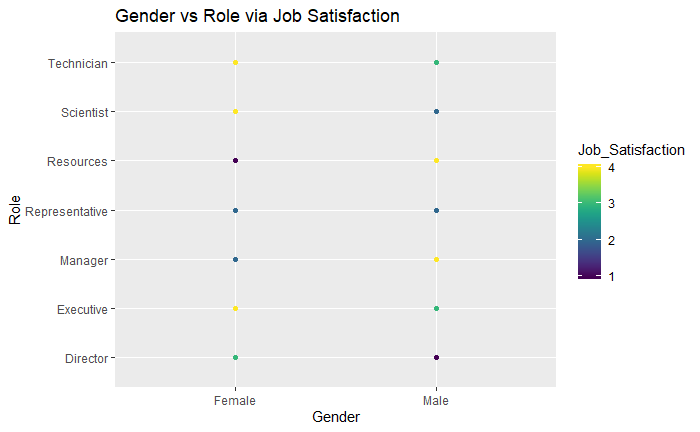 Gender vs Role via Job Satisfaction
Role
Technician
Scientist
Resources
Representative
Manager
Executive
Director
Female
Male
Gender
Job_Satisfaction
4
3
2
1